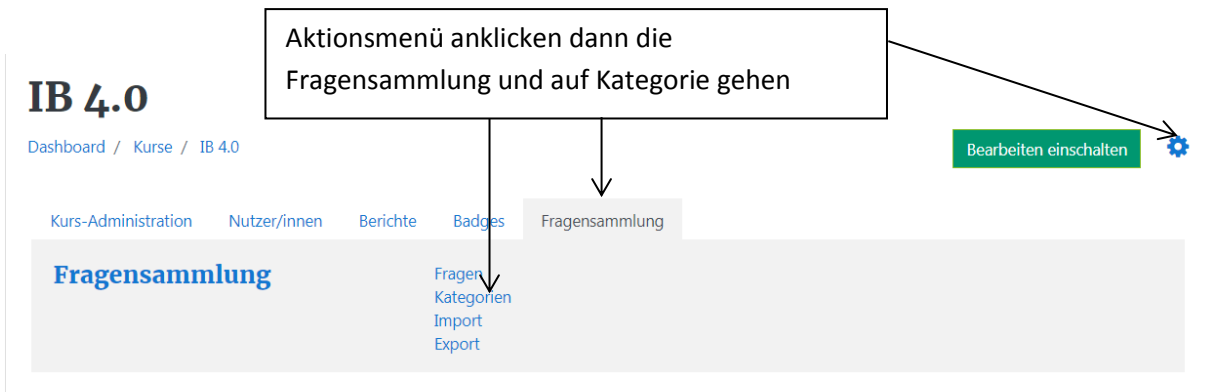 Aktionsmenü anklicken dann die
Fragensammlung und auf Kategorie gehen
IB 4.0
Dashboard / Kurse / IB 4.0
Bearbeiten einschalten
Kurs-Administration Nutzer/innen Berichte Badges Fragensammlung
Fragensammlung
Fragen
Kategorien
Import
Export